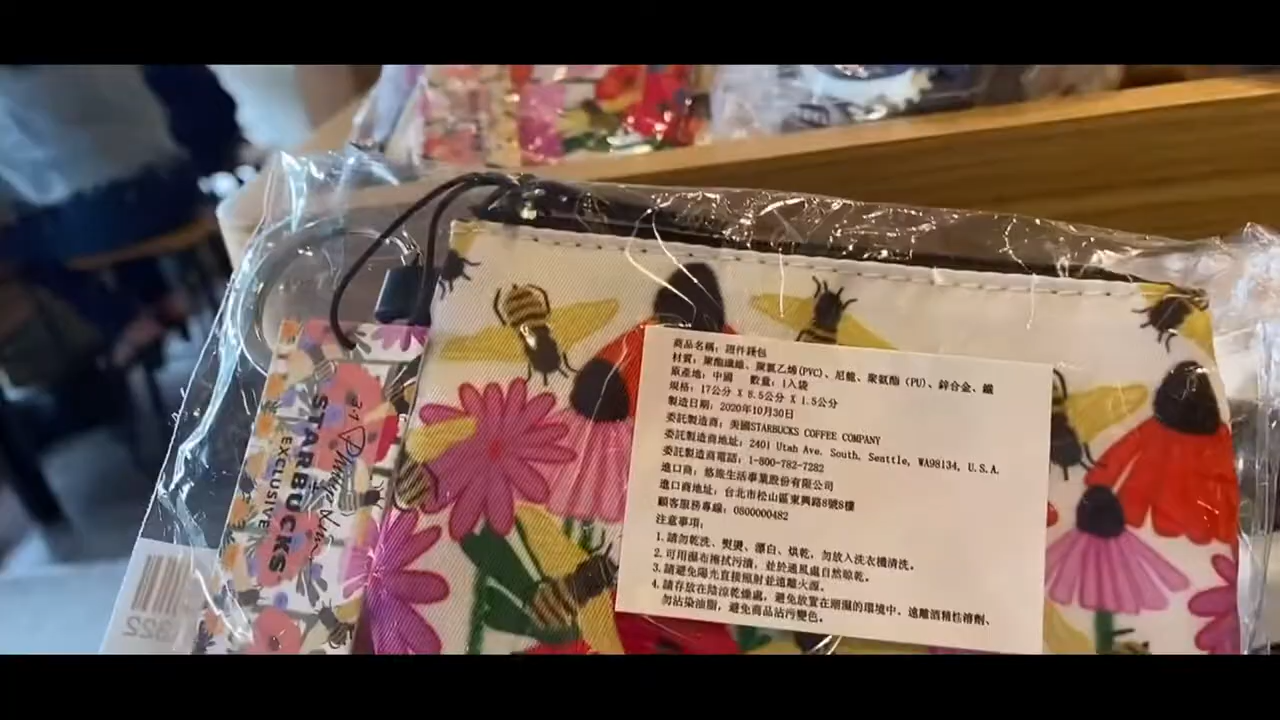 商品名稱：證件錢包
材質：聚酯纖維、聚氯乙烯(PVC)、尼龍、聚氨酯 (PU)、鋅合金、鐵
原產地：中國 數量：1入袋
規格：17公分 X 8.5公分 X 1.5公分
製造日期：2020年10月30日
委託製造商：美國STARBUCKS COFFEE COMPANY
委託製造商地址：2401 Utah Ave. South, Seattle, WA98134, U.S.A.
委託製造商電話：1-800-782-7282
進口商：悠旅生活事業股份有限公司
進口商地址：台北市松山區東興路8號8樓
顧客服務專線：0800000482
注意事項：
1.請勿乾洗、熨燙、漂白、烘乾，勿放入洗衣機清洗。
2.可用濕布擦拭污漬，並於通風處自然晾乾。
3.請避免陽光直接照射並遠離火源。
4.請存放在陰涼乾燥處，避免放置在潮濕的環境中、遠離酒精性溶劑、
勿沾染油脂，避免商品沾污變色。
STARBUCKS
EXCLUSIVE
322